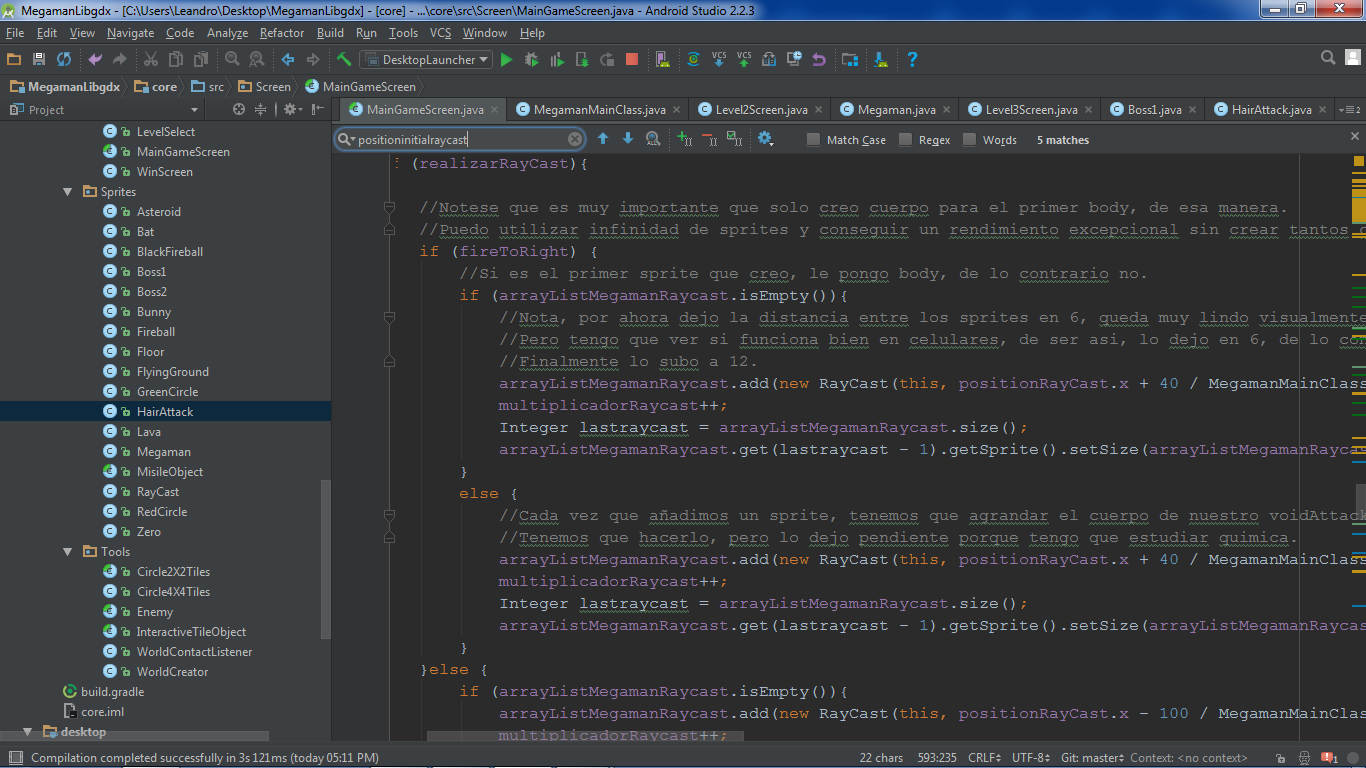 MegamanLibgdx - [C:\Users\Leandro\Desktop\MegamanLibgdx] - [core] - ...\core\src\Screen\MainGameScreen.java - Android Studio 2.2.3
File Edit View Navigate Code Analyze Refactor Build Run Tools VCS Window Help
DesktopLauncher VCS VCS
MegamanLibgdx core src Screen MainGameScreen
Project MainGameScreen.java Level2Screen.java Megaman.java Level3Screen.java Boss1.java HairAttack.java MegamanMainClass.java
positioninitialraycast Match Case Regex Words 5 matches
LevelSelect
MainGameScreen
WinScreen
Sprites
Asteroid
Bat
BlackFireball
Boss1
Boss2
Bunny
Fireball
Floor
FlyingGround
GreenCircle
HairAttack
Lava
Megaman
MisileObject
RayCast
RedCircle
Zero
Tools
Circle2X2Tiles
Circle4X4Tiles
Enemy
InteractiveTileObject
WorldContactListener
WorldCreator
build.gradle
core.iml
desktop
(realizarRayCast){
//Notese que es muy importante que solo creo cuerpo para el primer body, de esa manera.
//Puedo utilizar infinidad de sprites y conseguir un rendimiento excepcional sin crear tantos
if (fireToRight) {
//Si es el primer sprite que creo, le pongo body, de lo contrario no.
if (arrayListMegamanRaycast.isEmpty()){
//Nota, por ahora dejo la distancia entre los sprites en 6, queda muy lindo visualmente
//Pero tengo que ver si funciona bien en celulares, de ser asi, lo dejo en 6, de lo con
//Finalmente lo subo a 12.
arrayListMegamanRaycast.add(new RayCast(this, positionRayCast.x + 40 / MegamanMainClass
multiplicadorRaycast++;
Integer lastraycast = arrayListMegamanRaycast.size();
arrayListMegamanRaycast.get(lastraycast - 1).getSprite().setSize(arrayListMegamanRaycas
}
else {
//Cada vez que añadimos un sprite, tenemos que agrandar el cuerpo de nuestro voidAttack
//Tenemos que hacerlo, pero lo dejo pendiente porque tengo que estudiar quimica.
arrayListMegamanRaycast.add(new RayCast(this, positionRayCast.x + 40 / MegamanMainClass
multiplicadorRaycast++;
Integer lastraycast = arrayListMegamanRaycast.size();
arrayListMegamanRaycast.get(lastraycast - 1).getSprite().setSize(arrayListMegamanRaycas
}
}else {
if (arrayListMegamanRaycast.isEmpty()){
arrayListMegamanRaycast.add(new RayCast(this, positionRayCast.x - 100 / MegamanMainClas
multiplicadorRaycast++;
Compilation completed successfully in 3s 121ms (today 05:11 PM) 22 chars 593:235 CRLF UTF-8 Git: master Context: <no context> 1